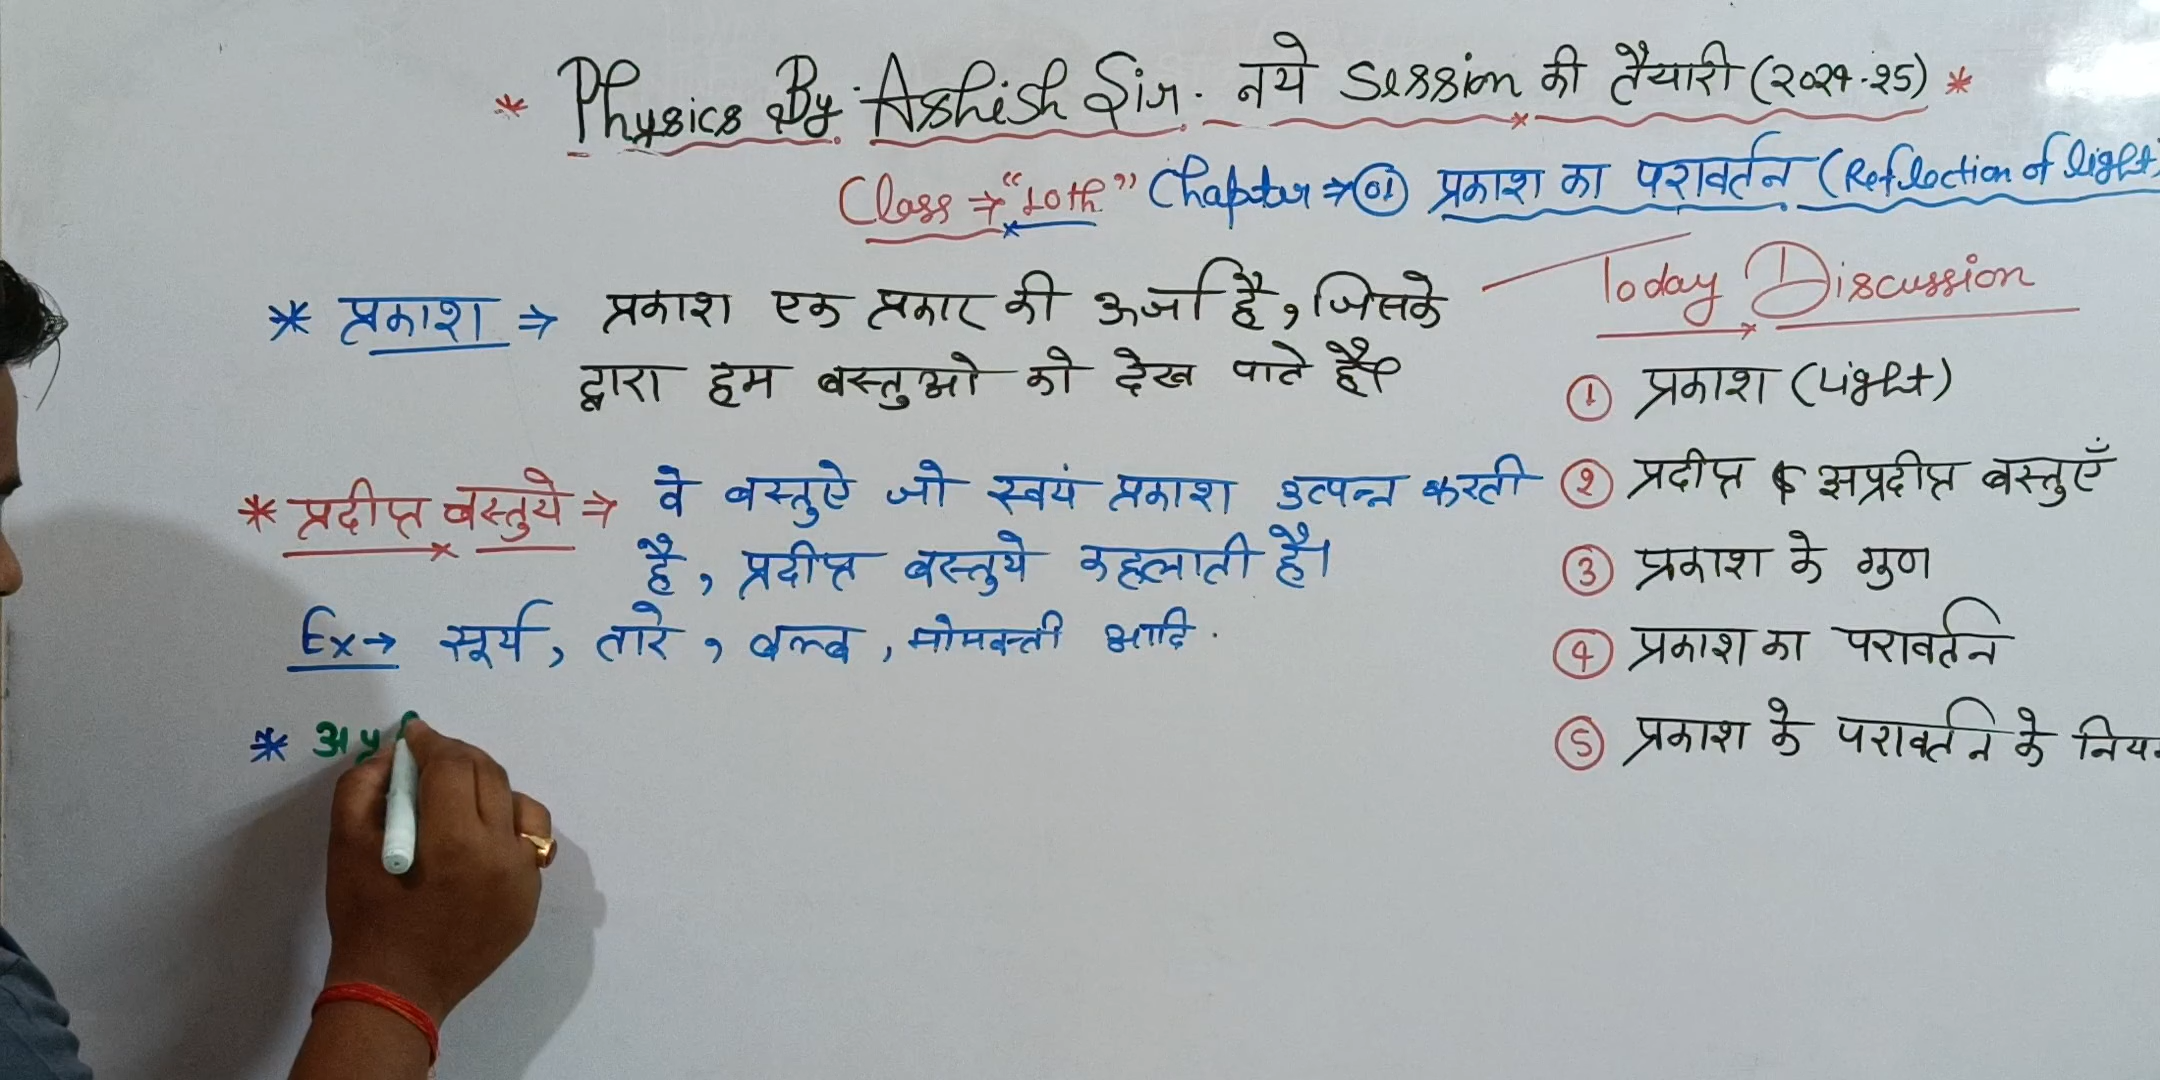 * Physics By Ashish Sir. नये Session की तैयारी (2024-25) *
Class ⇒ "10th" Chapter ⇒ 01 प्रकाश का परावर्तन (Reflection of light)
* प्रकाश ⇒ प्रकाश एक प्रकार की ऊर्जा है, जिसके
द्वारा हम वस्तुओ को देख पाते हैं।
* प्रदीप्त वस्तुये ⇒ वे वस्तुऐ जो स्वयं प्रकाश उत्पन्न करती
है, प्रदीप्त वस्तुये कहलाती है।
Ex → सूर्य, तारे, बल्ब, मोमबत्ती आदि.
* अप्र
Today Discussion
① प्रकाश (Light)
② प्रदीप्त & अप्रदीप्त वस्तुएँ
③ प्रकाश के गुण
④ प्रकाश का परावर्तन
⑤ प्रकाश के परावर्तन के निय